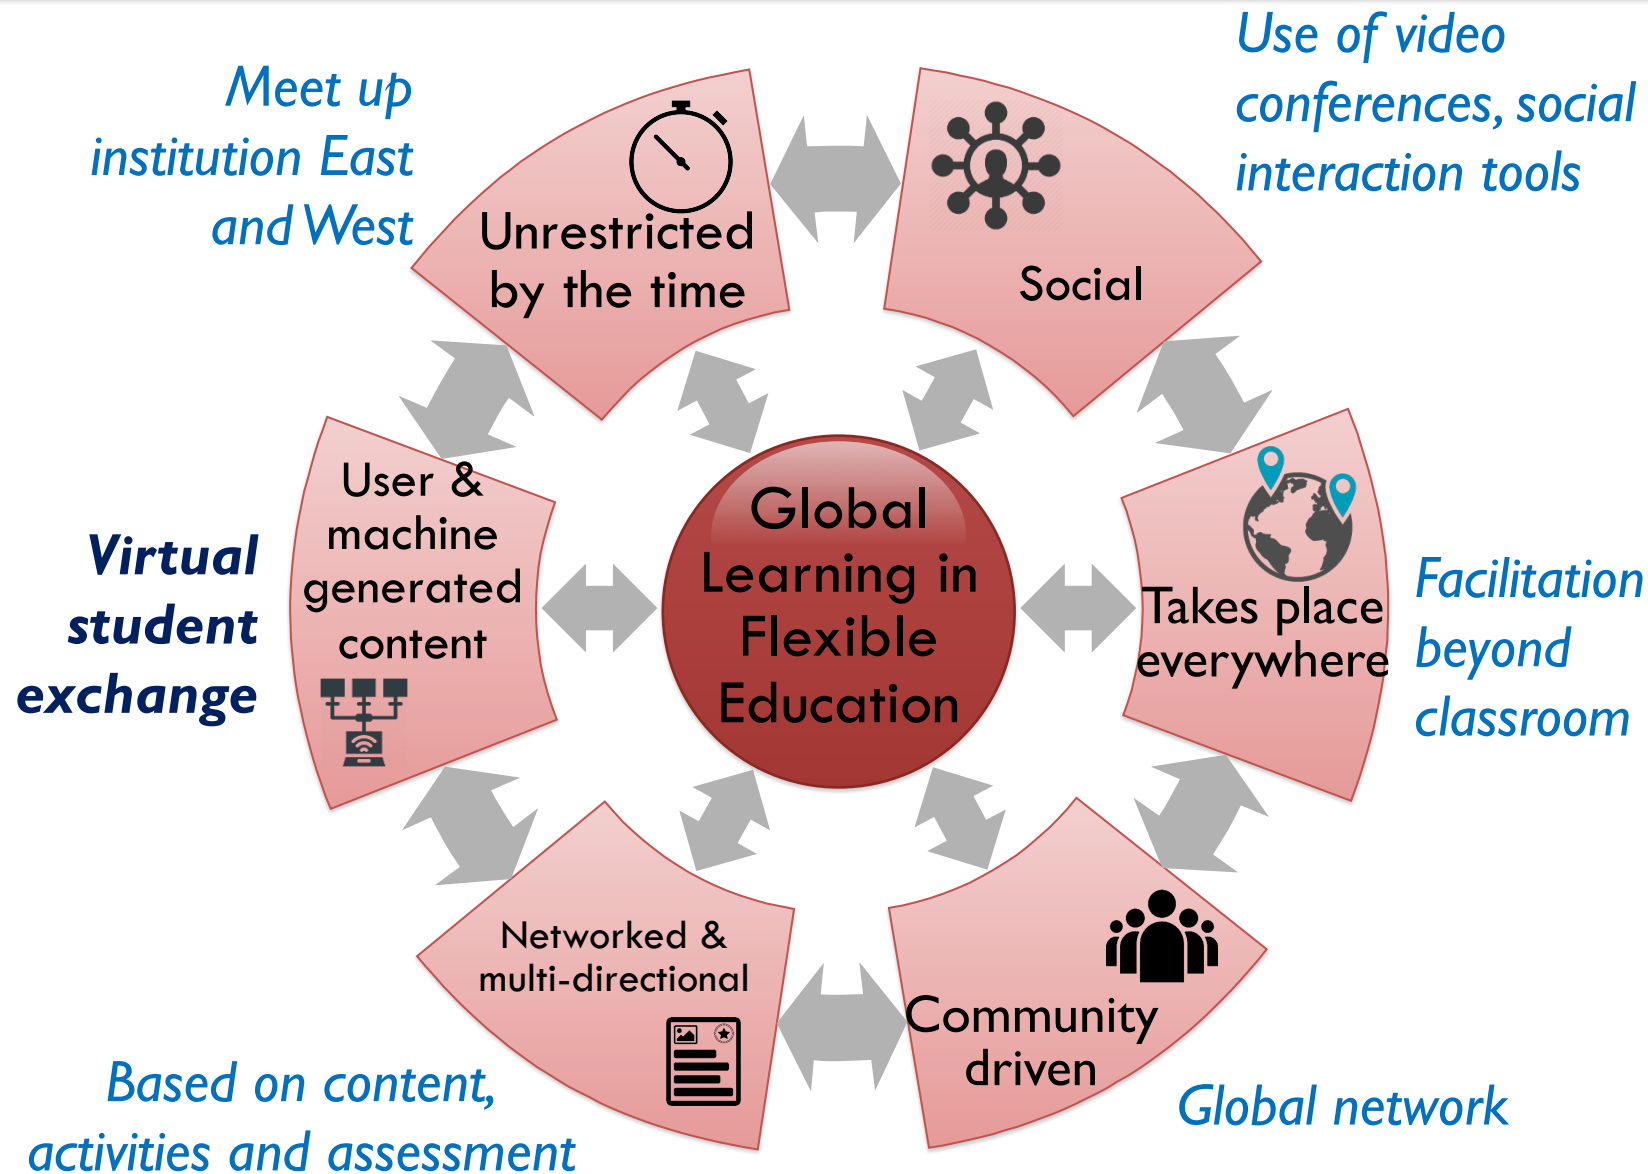 Use of video
conferences, social
interaction tools
Meet up
institution East
and West
Unrestricted
by the time
Social
User &
machine
generated
content
Virtual
student
exchange
Global
Learning in
Flexible
Education
Takes place
everywhere
Facilitation
beyond
classroom
Networked &
multi-directional
Community
driven
Based on content,
activities and assessment
Global network